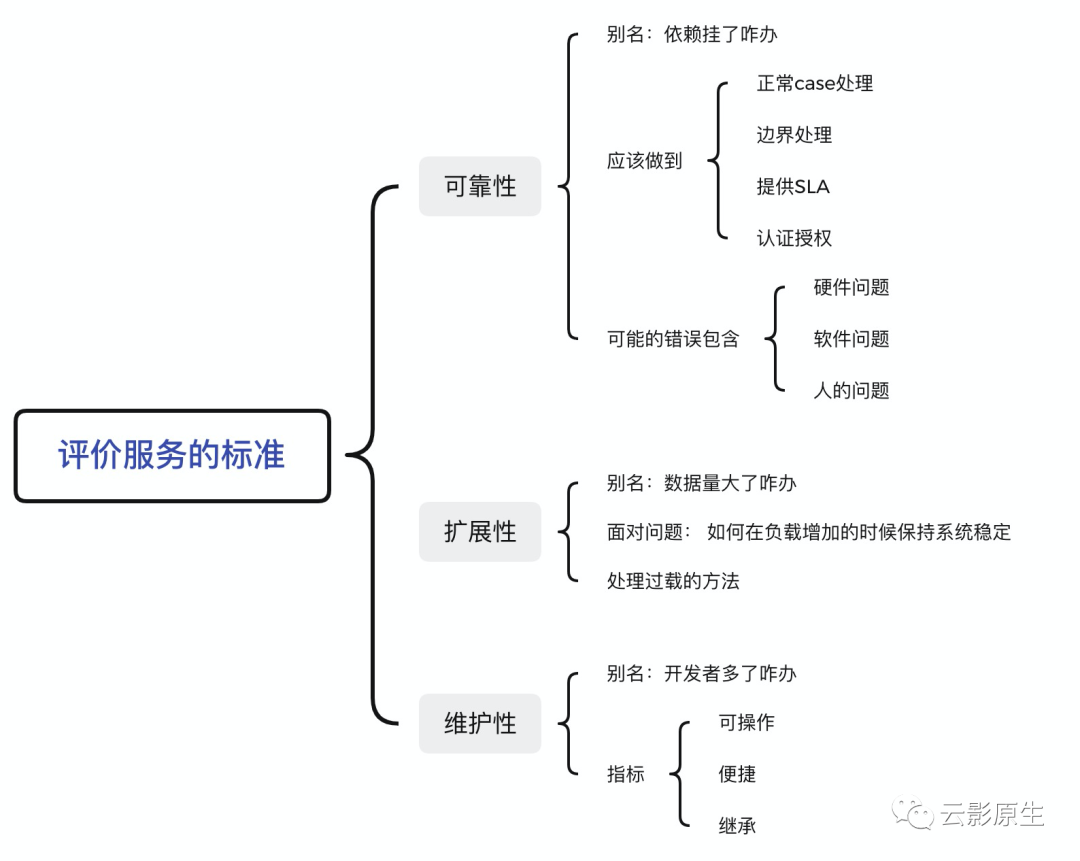 评价服务的标准
可靠性
别名：依赖挂了咋办
应该做到
正常case处理
边界处理
提供SLA
认证授权
可能的错误包含
硬件问题
软件问题
人的问题
扩展性
别名：数据量大了咋办
面对问题： 如何在负载增加的时候保持系统稳定
处理过载的方法
维护性
别名：开发者多了咋办
指标
可操作
便捷
继承
云影原生